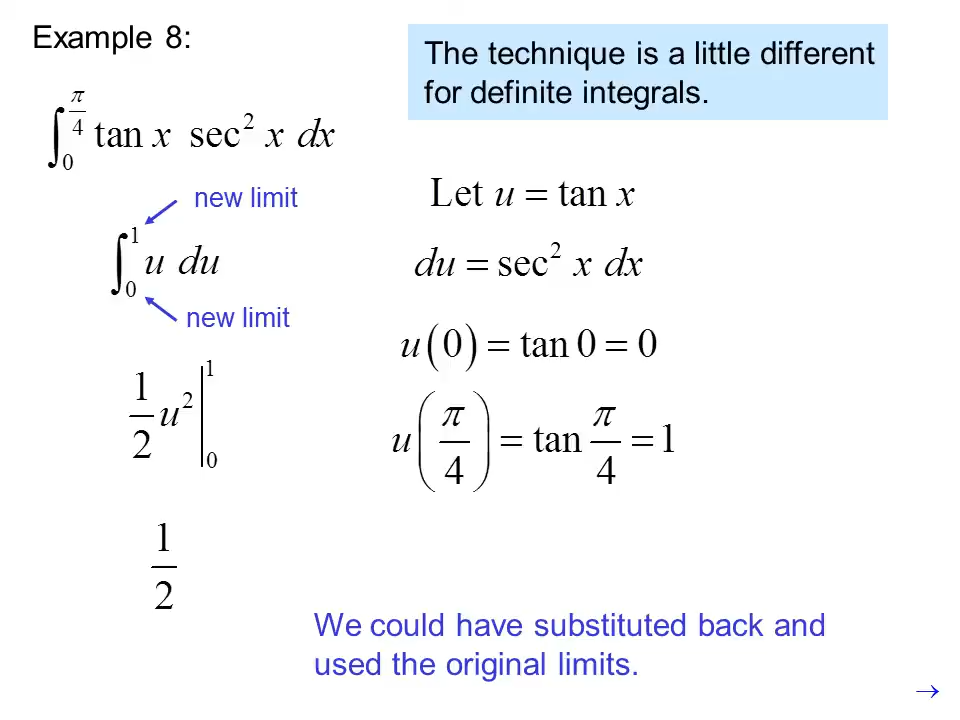 Example 8:
The technique is a little different
for definite integrals.
∫₀^(π/4) tan x sec² x dx
new limit
Let u = tan x
∫₀¹ u du
du = sec² x dx
new limit
u(0) = tan 0 = 0
1/2 u² |₀¹
u(π/4) = tan π/4 = 1
1/2
We could have substituted back and
used the original limits.
→